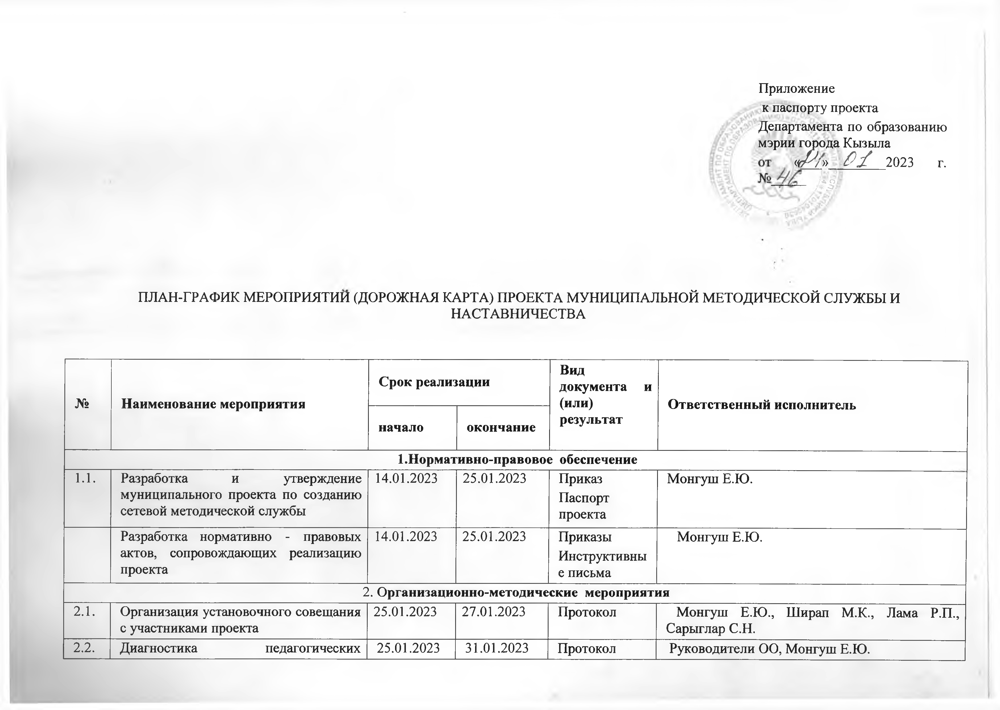 Приложение
к паспорту проекта
Департамента по образованию
мэрии города Кызыла
от «24» 01 2023 г.
№ 46
ПЛАН-ГРАФИК МЕРОПРИЯТИЙ (ДОРОЖНАЯ КАРТА) ПРОЕКТА МУНИЦИПАЛЬНОЙ МЕТОДИЧЕСКОЙ СЛУЖБЫ И
НАСТАВНИЧЕСТВА
№
Наименование мероприятия
Срок реализации
начало
окончание
Вид
документа и
(или)
результат
Ответственный исполнитель
1.Нормативно-правовое обеспечение
1.1.
Разработка и утверждение
муниципального проекта по созданию
сетевой методической службы
14.01.2023
25.01.2023
Приказ
Паспорт
проекта
Монгуш Е.Ю.
Разработка нормативно - правовых
актов, сопровождающих реализацию
проекта
14.01.2023
25.01.2023
Приказы
Инструктивны
е письма
Монгуш Е.Ю.
2. Организационно-методические мероприятия
2.1.
Организация установочного совещания
с участниками проекта
25.01.2023
27.01.2023
Протокол
Монгуш Е.Ю., Ширап М.К., Лама Р.П.,
Сарыглар С.Н.
2.2.
Диагностика педагогических
25.01.2023
31.01.2023
Протокол
Руководители ОО, Монгуш Е.Ю.